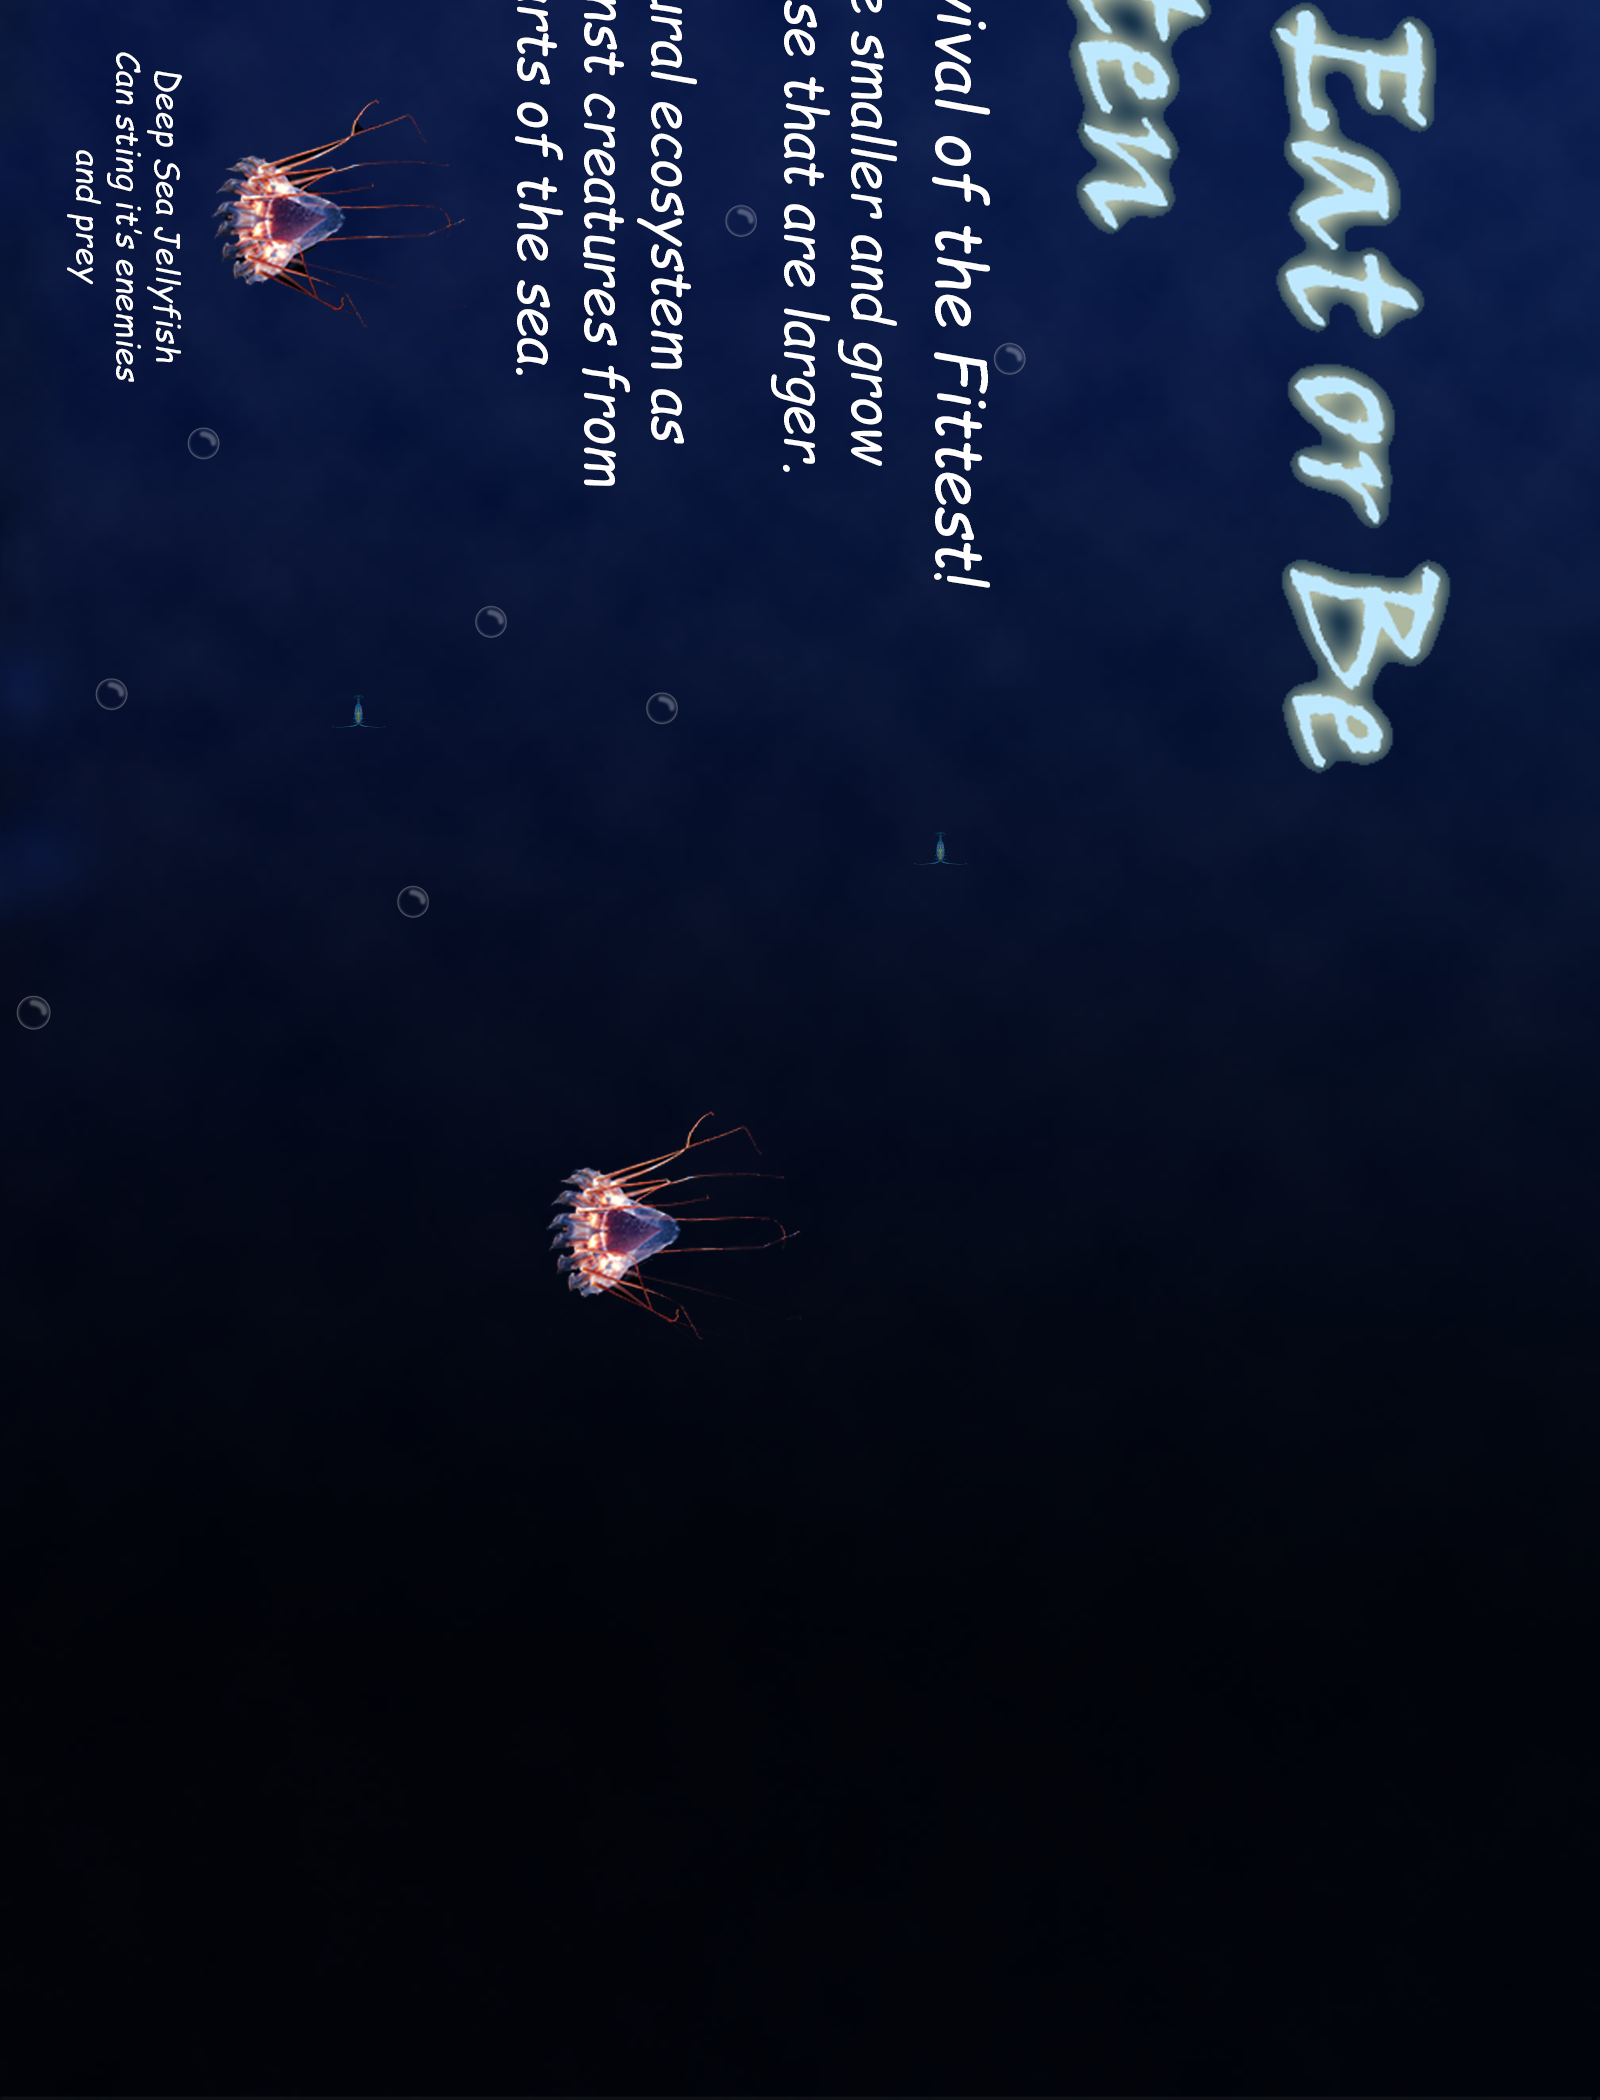 Eat or Be
ten
vival of the Fittest!
e smaller and grow
se that are larger.
ural ecosystem as
nst creatures from
arts of the sea.
Deep Sea Jellyfish
Can sting it's enemies
and prey